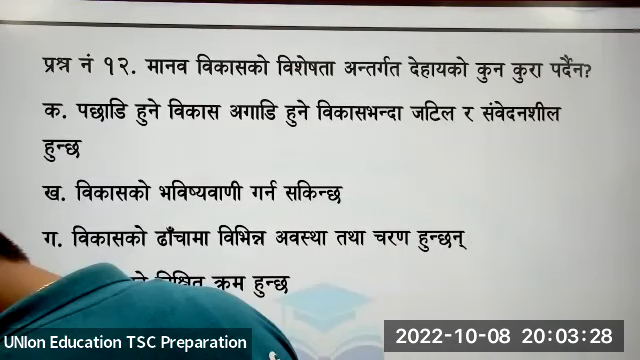 प्रश्न नं १२. मानव विकासको विशेषता अन्तर्गत देहायको कुन कुरा पर्दैन?
क. पछाडि हुने विकास अगाडि हुने विकासभन्दा जटिल र संवेदनशील
हुन्छ
ख. विकासको भविष्यवाणी गर्न सकिन्छ
ग. विकासको ढाँचामा विभिन्न अवस्था तथा चरण हुन्छन्
निश्चित क्रम हुन्छ
UNIon Education TSC Preparation
2022-10-08 20:03:28